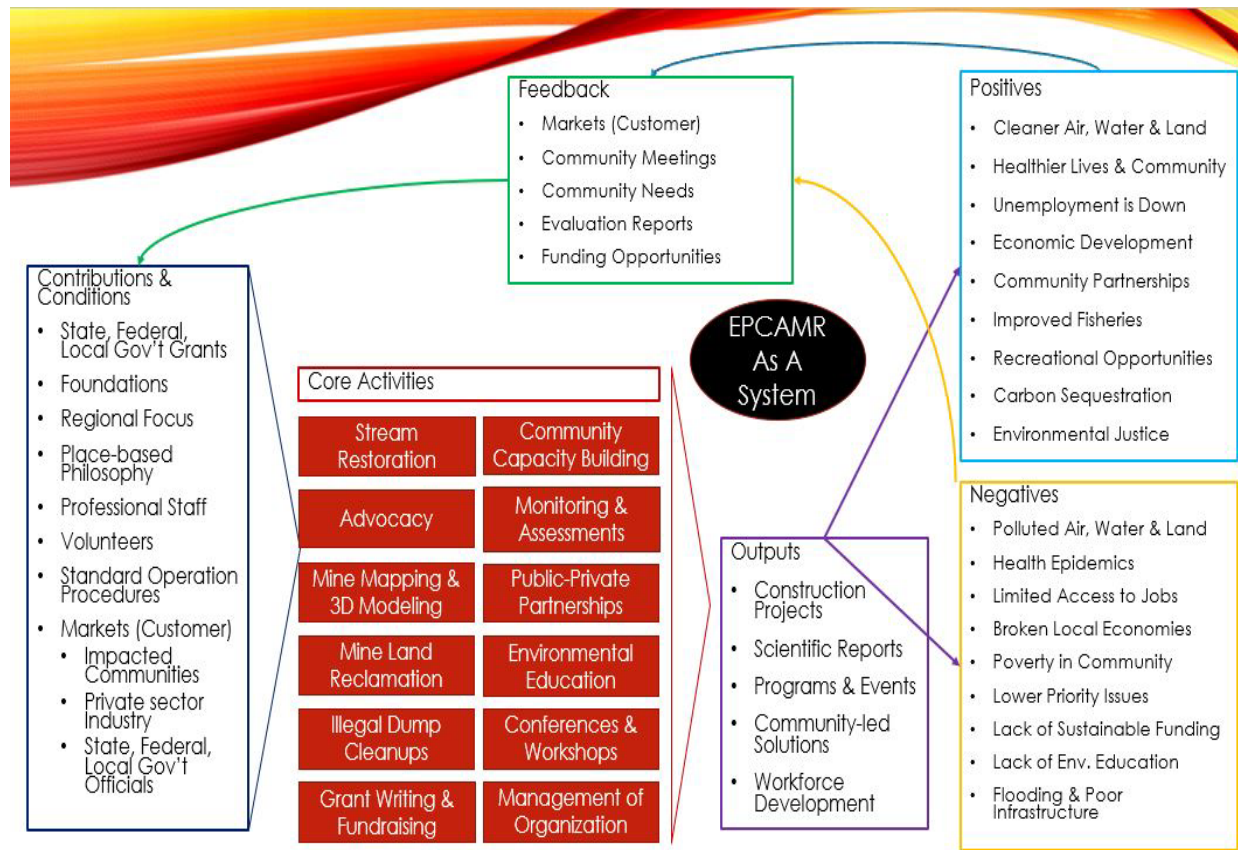 Feedback
• Markets (Customer)
• Community Meetings
• Community Needs
• Evaluation Reports
• Funding Opportunities
Positives
• Cleaner Air, Water & Land
• Healthier Lives & Community
• Unemployment is Down
• Economic Development
• Community Partnerships
• Improved Fisheries
• Recreational Opportunities
• Carbon Sequestration
• Environmental Justice
Contributions &
Conditions
• State, Federal,
Local Gov't Grants
• Foundations
• Regional Focus
• Place-based
Philosophy
• Professional Staff
• Volunteers
• Standard Operation
Procedures
• Markets (Customer)
• Impacted
Communities
• Private sector
Industry
• State, Federal,
Local Gov't
Officials
EPCAMR
As A
System
Core Activities
Stream
Restoration
Community
Capacity Building
Advocacy
Monitoring &
Assessments
Mine Mapping &
3D Modeling
Public-Private
Partnerships
Mine Land
Reclamation
Environmental
Education
Illegal Dump
Cleanups
Conferences &
Workshops
Grant Writing &
Fundraising
Management of
Organization
Outputs
• Construction
Projects
• Scientific Reports
• Programs & Events
• Community-led
Solutions
• Workforce
Development
Negatives
• Polluted Air, Water & Land
• Health Epidemics
• Limited Access to Jobs
• Broken Local Economies
• Poverty in Community
• Lower Priority Issues
• Lack of Sustainable Funding
• Lack of Env. Education
• Flooding & Poor
Infrastructure